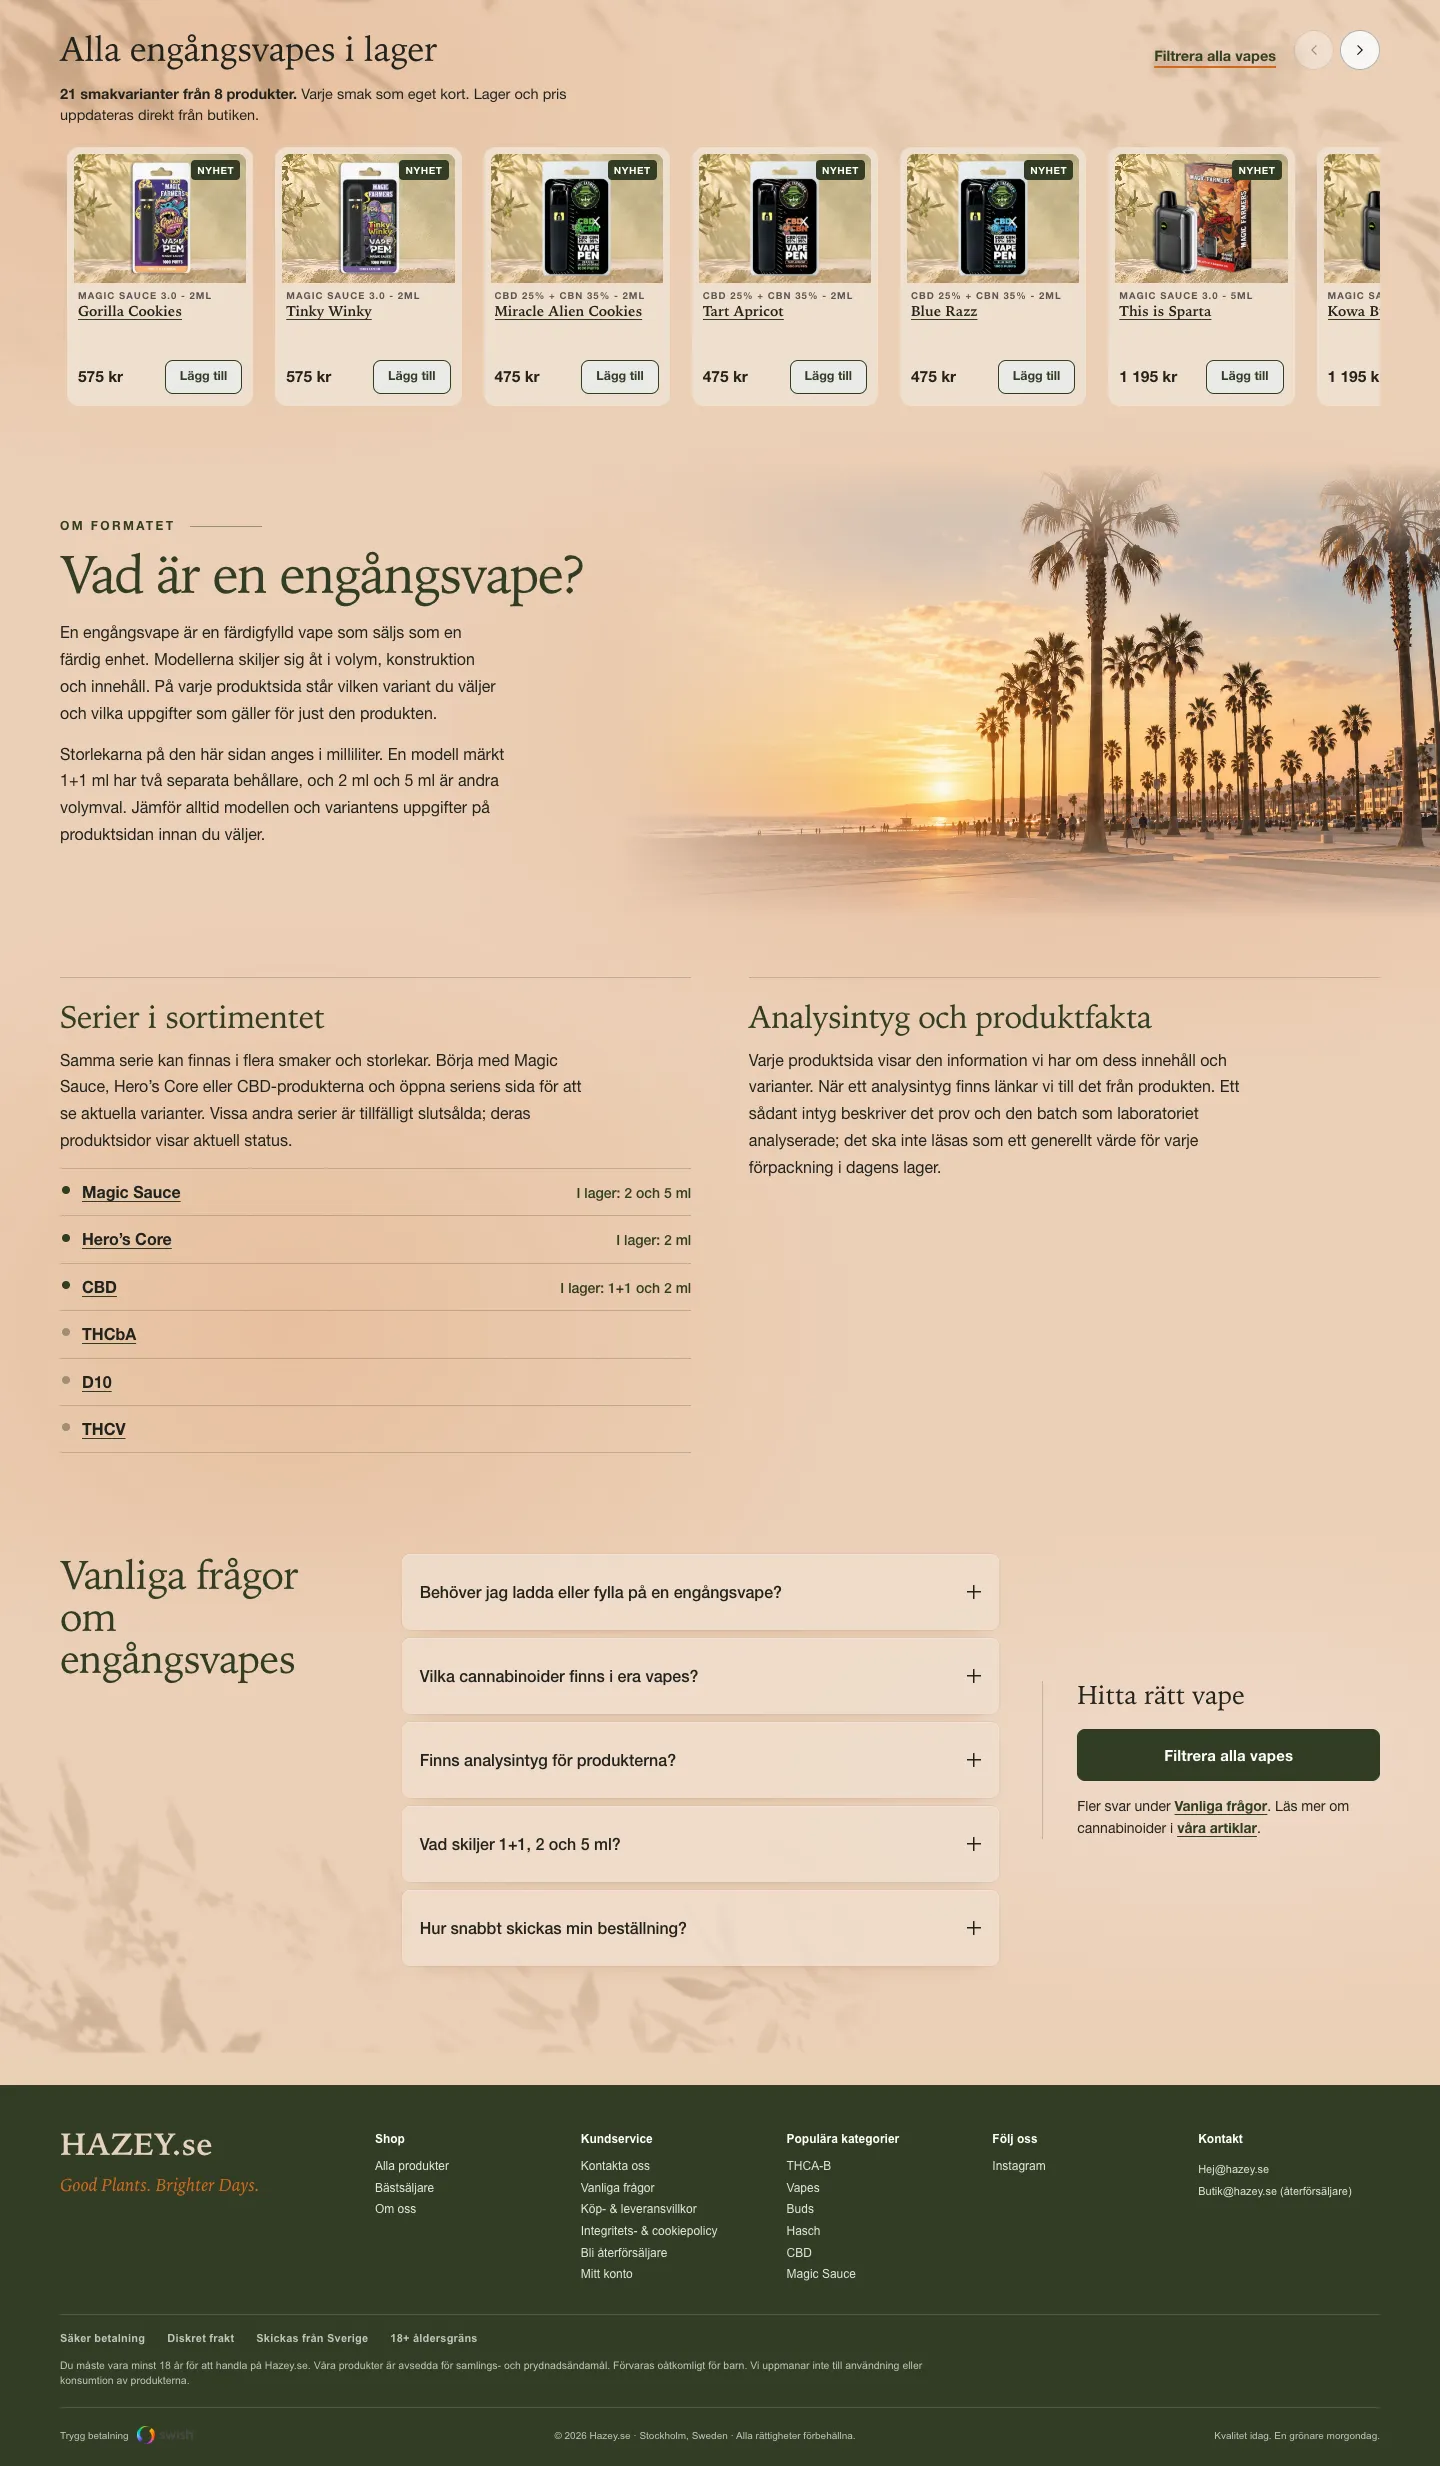 Alla engångsvapes i lager
Filtrera alla vapes
21 smakvarianter från 8 produkter. Varje smak som eget kort. Lager och pris
uppdateras direkt från butiken.
NYHET
MAGIC SAUCE 3.0 - 2ML
Gorilla Cookies
575 kr
Lägg till
NYHET
MAGIC SAUCE 3.0 - 2ML
Tinky Winky
575 kr
Lägg till
NYHET
CBD 25% + CBN 35% - 2ML
Miracle Alien Cookies
475 kr
Lägg till
NYHET
CBD 25% + CBN 35% - 2ML
Tart Apricot
475 kr
Lägg till
NYHET
CBD 25% + CBN 35% - 2ML
Blue Razz
475 kr
Lägg till
NYHET
MAGIC SAUCE 3.0 - 5ML
This is Sparta
1 195 kr
Lägg till
MAGIC
Kowa
1 195
OM FORMATET
Vad är en engångsvape?
En engångsvape är en färdigfylld vape som säljs som en
färdig enhet. Modellerna skiljer sig åt i volym, konstruktion
och innehåll. På varje produktsida står vilken variant du väljer
och vilka uppgifter som gäller för just den produkten.
Storlekarna på den här sidan anges i milliliter. En modell märkt
1+1 ml har två separata behållare, och 2 ml och 5 ml är andra
volymval. Jämför alltid modellen och variantens uppgifter på
produktsidan innan du väljer.
Serier i sortimentet
Samma serie kan finnas i flera smaker och storlekar. Börja med Magic
Sauce, Hero’s Core eller CBD-produkterna och öppna seriens sida för att
se aktuella varianter. Vissa andra serier är tillfälligt slutsålda; deras
produktsidor visar aktuell status.
Magic Sauce
I lager: 2 och 5 ml
Hero’s Core
I lager: 2 ml
CBD
I lager: 1+1 och 2 ml
THCbA
D10
THCV
Analysintyg och produktfakta
Varje produktsida visar den information vi har om dess innehåll och
varianter. När ett analysintyg finns länkar vi till det från produkten. Ett
sådant intyg beskriver det prov och den batch som laboratoriet
analyserade; det ska inte läsas som ett generellt värde för varje
förpackning i dagens lager.
Vanliga frågor
om
engångsvapes
Behöver jag ladda eller fylla på en engångsvape?
Vilka cannabinoider finns i era vapes?
Finns analysintyg för produkterna?
Vad skiljer 1+1, 2 och 5 ml?
Hur snabbt skickas min beställning?
Hitta rätt vape
Filtrera alla vapes
Fler svar under Vanliga frågor. Läs mer om
cannabinoider i våra artiklar.
HAZEY.se
Good Plants. Brighter Days.
Shop
Alla produkter
Bästsäljare
Om oss
Kundservice
Kontakta oss
Vanliga frågor
Köp- & leveransvillkor
Integritets- & cookiepolicy
Bli återförsäljare
Mitt konto
Populära kategorier
THCA-B
Vapes
Buds
Hasch
CBD
Magic Sauce
Följ oss
Instagram
Kontakt
Hej@hazey.se
Butik@hazey.se (återförsäljare)
Säker betalning
Diskret frakt
Skickas från Sverige
18+ åldersgräns
Du måste vara minst 18 år för att handla på Hazey.se. Våra produkter är avsedda för samlings- och prydnadsändamål. Förvaras oåtkomligt för barn. Vi uppmanar inte till användning eller
konsumtion av produkterna.
Trygg betalning
swish
© 2026 Hazey.se · Stockholm, Sweden · Alla rättigheter förbehållna.
Kvalitet idag. En grönare morgondag.